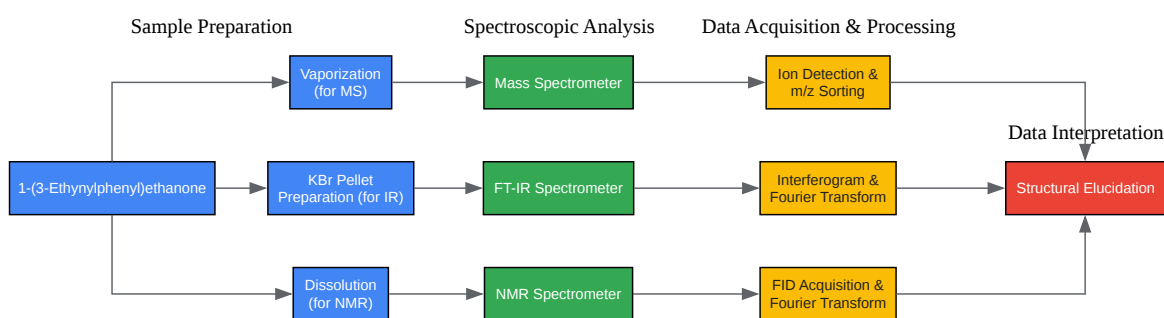 Sample Preparation
Spectroscopic Analysis
Data Acquisition & Processing
Vaporization
(for MS)
Mass Spectrometer
Ion Detection &
m/z Sorting
Data Interpretation
1-(3-Ethynylphenyl)ethanone
KBr Pellet
Preparation (for IR)
FT-IR Spectrometer
Interferogram &
Fourier Transform
Structural Elucidation
Dissolution
(for NMR)
NMR Spectrometer
FID Acquisition &
Fourier Transform